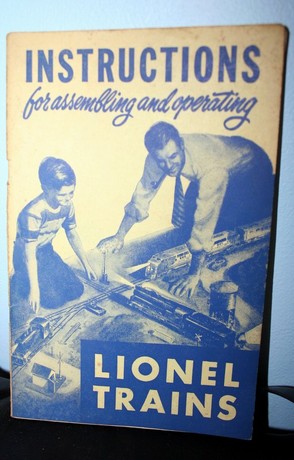 INSTRUCTIONS
for assembling and operating
LIONEL
TRAINS